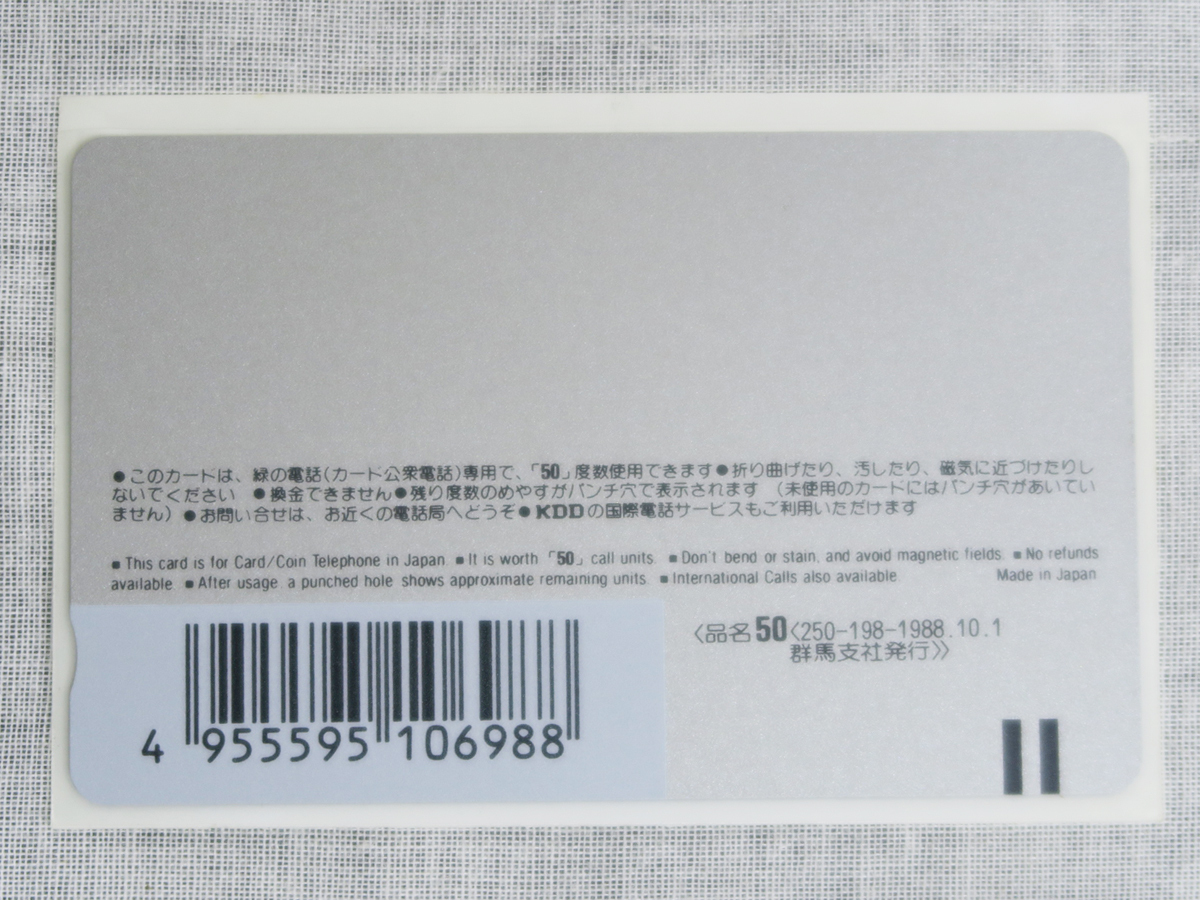 ●このカードは、緑の電話(カード公衆電話)専用で、「50」度数使用できます●折り曲げたり、汚したり、磁気に近づけたりし
ないでください ●換金できません●残り度数のめやすがパンチ穴で表示されます (未使用のカードにはパンチ穴があいてい
ません) ●お問い合せは、お近くの電話局へどうぞ●KDDの国際電話サービスもご利用いただけます
■This card is for Card/Coin Telephone in Japan ■It is worth 「50」 call units. ■Don't bend or stain, and avoid magnetic fields. ■No refunds
available. ■After usage a punched hole shows approximate remaining units. ■International Calls also available. Made in Japan
〈品名50〈250-198-1988.10.1
群馬支社発行〉〉
4 955595 106988